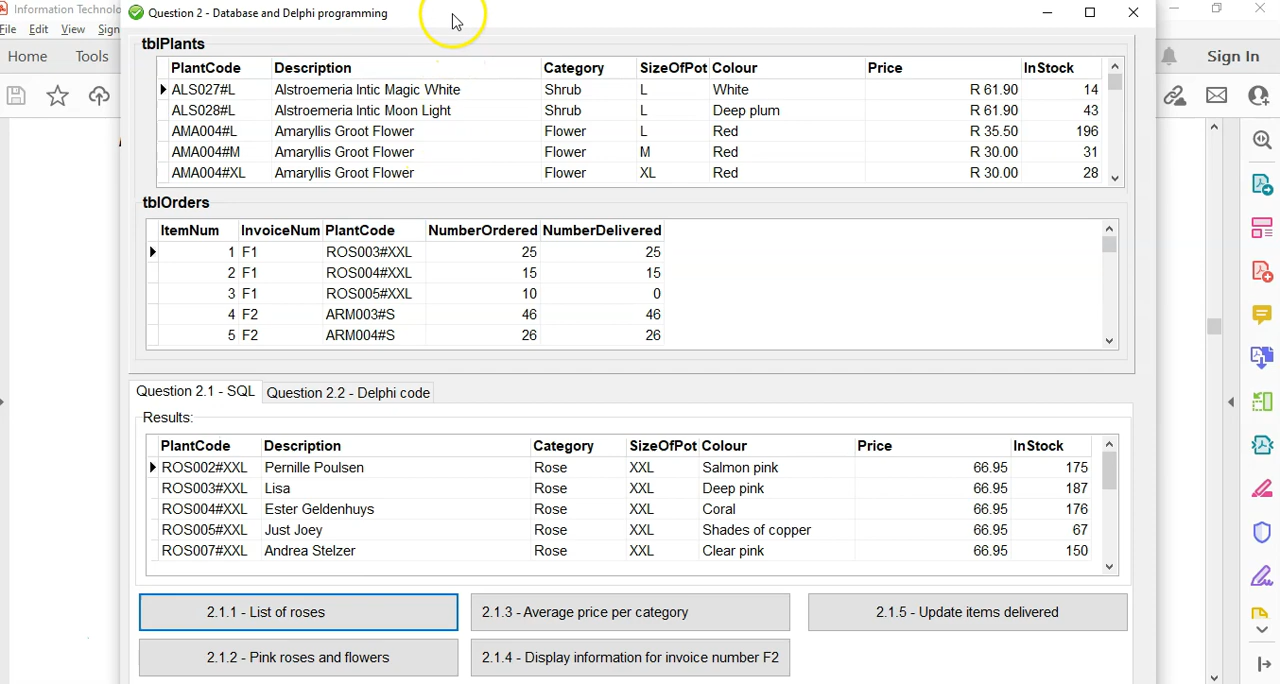 Information Technolo
Question 2 - Database and Delphi programming
File Edit View Sign
Home Tools
Sign In
tblPlants
PlantCode Description Category SizeOfPot Colour Price InStock
ALS027#L Alstroemeria Intic Magic White Shrub L White R 61.90 14
ALS028#L Alstroemeria Intic Moon Light Shrub L Deep plum R 61.90 43
AMA004#L Amaryllis Groot Flower Flower L Red R 35.50 196
AMA004#M Amaryllis Groot Flower Flower M Red R 30.00 31
AMA004#XL Amaryllis Groot Flower Flower XL Red R 30.00 28
tblOrders
ItemNum InvoiceNum PlantCode NumberOrdered NumberDelivered
1 F1 ROS003#XXL 25 25
2 F1 ROS004#XXL 15 15
3 F1 ROS005#XXL 10 0
4 F2 ARM003#S 46 46
5 F2 ARM004#S 26 26
Question 2.1 - SQL Question 2.2 - Delphi code
Results:
PlantCode Description Category SizeOfPot Colour Price InStock
ROS002#XXL Pernille Poulsen Rose XXL Salmon pink 66.95 175
ROS003#XXL Lisa Rose XXL Deep pink 66.95 187
ROS004#XXL Ester Geldenhuys Rose XXL Coral 66.95 176
ROS005#XXL Just Joey Rose XXL Shades of copper 66.95 67
ROS007#XXL Andrea Stelzer Rose XXL Clear pink 66.95 150
2.1.1 - List of roses 2.1.3 - Average price per category 2.1.5 - Update items delivered
2.1.2 - Pink roses and flowers 2.1.4 - Display information for invoice number F2